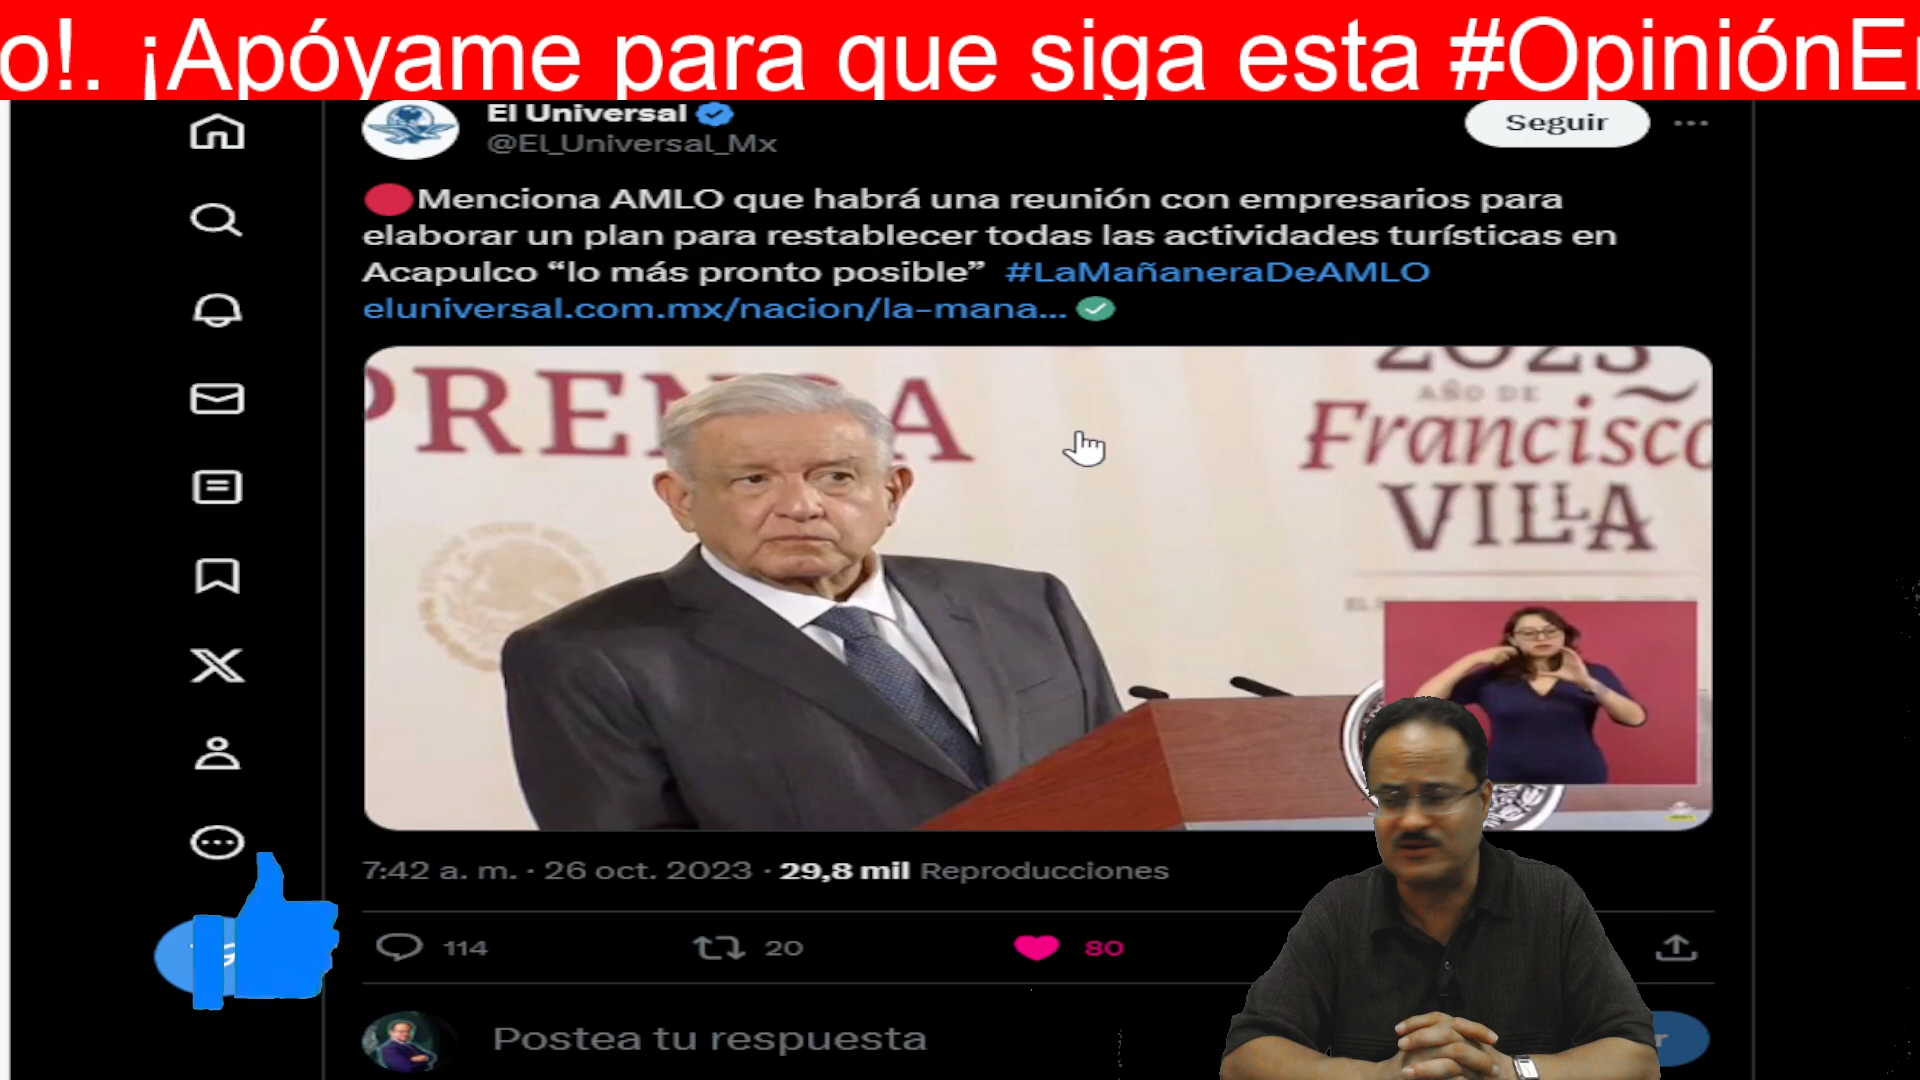 o!. ¡Apóyame para que siga esta #OpiniónE
El Universal
@El_Universal_Mx
Seguir
Menciona AMLO que habrá una reunión con empresarios para
elaborar un plan para restablecer todas las actividades turísticas en
Acapulco “lo más pronto posible” #LaMañaneraDeAMLO
eluniversal.com.mx/nacion/la-mana...
PRENSA
2023
AÑO DE
Francisco
VILLA
7:42 a. m. · 26 oct. 2023 · 29,8 mil Reproducciones
114
20
80
Postea tu respuesta
r